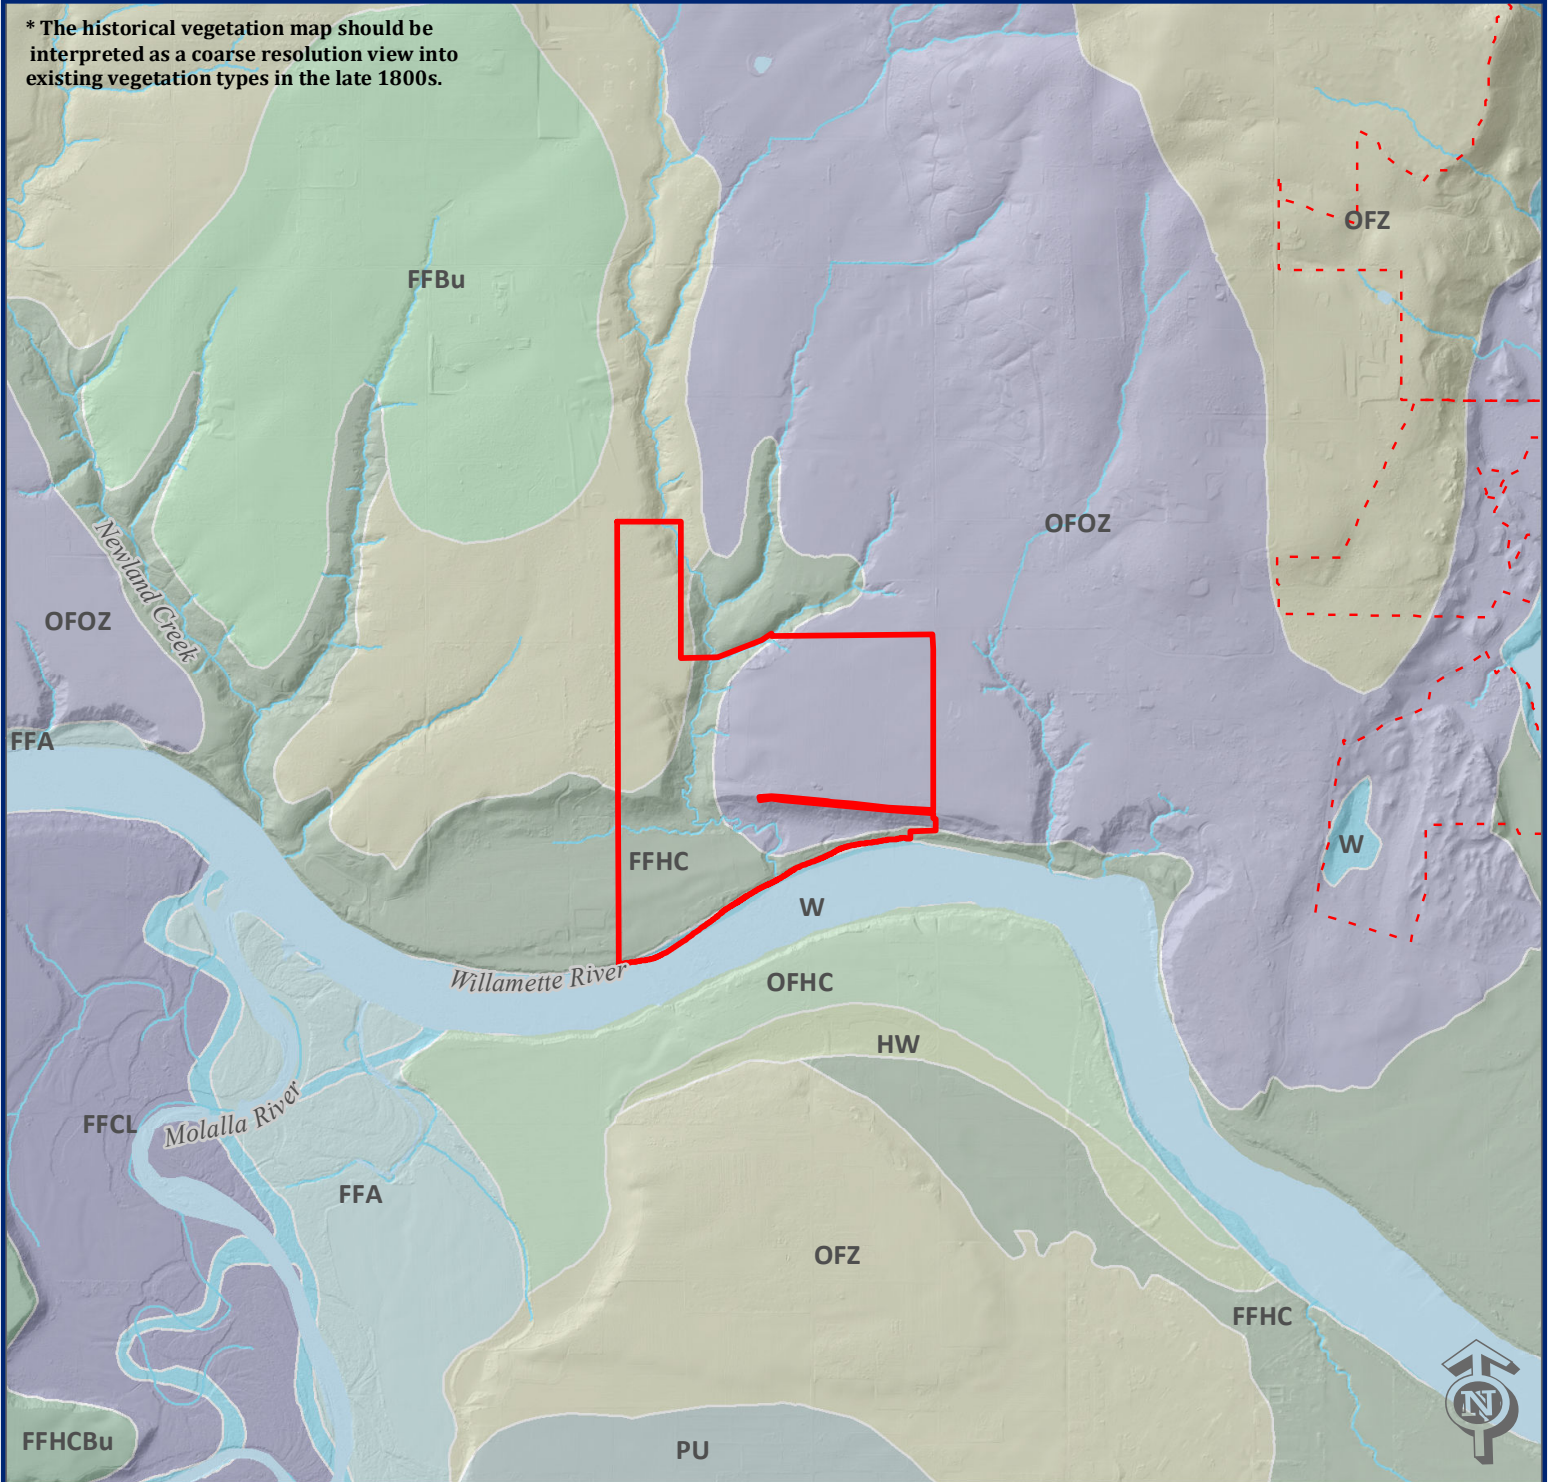 * The historical vegetation map should be
interpreted as a coarse resolution view into
existing vegetation types in the late 1800s.
OFZ
FFBu
OFOZ
Newland Creek
OFOZ
FFA
W
FFHC
W
Willamette River
OFHC
HW
FFCL
Molalla River
FFA
OFZ
FFHC
FFHCBu
PU
N